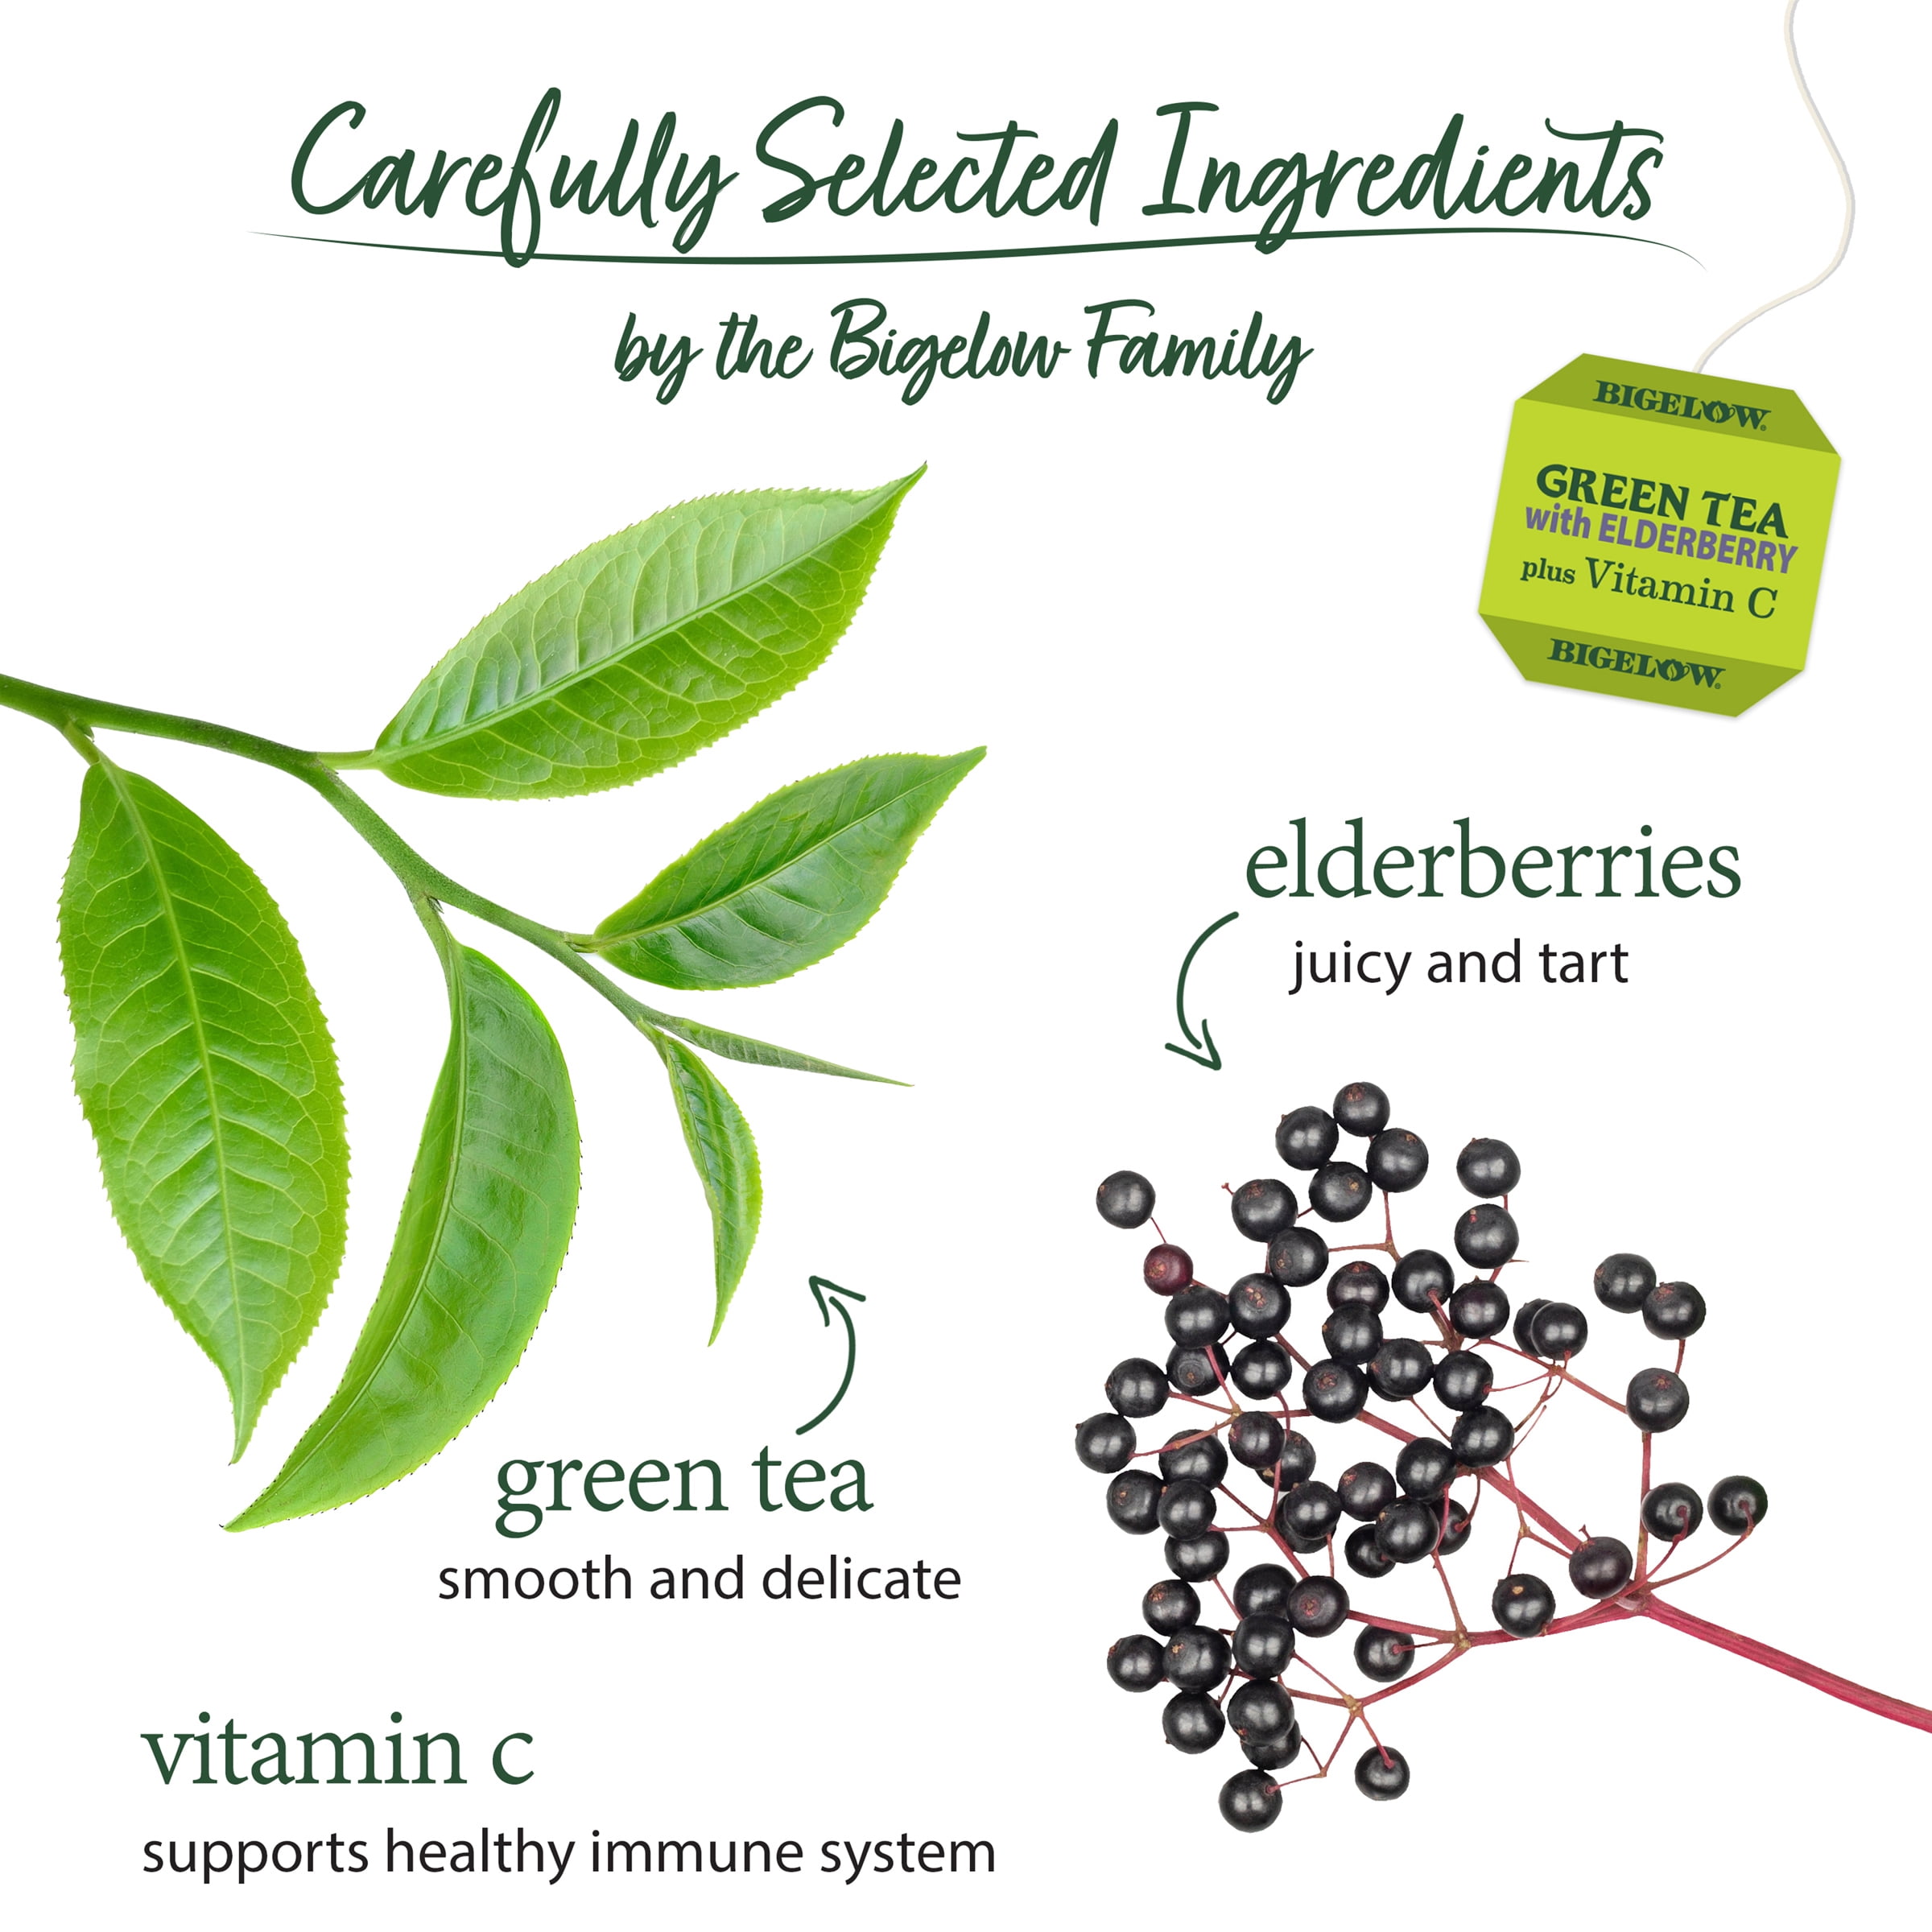 Carefully Selected Ingredients
by the Bigelow Family
BIGELOW®
GREEN TEA
with ELDERBERRY
plus Vitamin C
BIGELOW®
elderberries
juicy and tart
green tea
smooth and delicate
vitamin c
supports healthy immune system